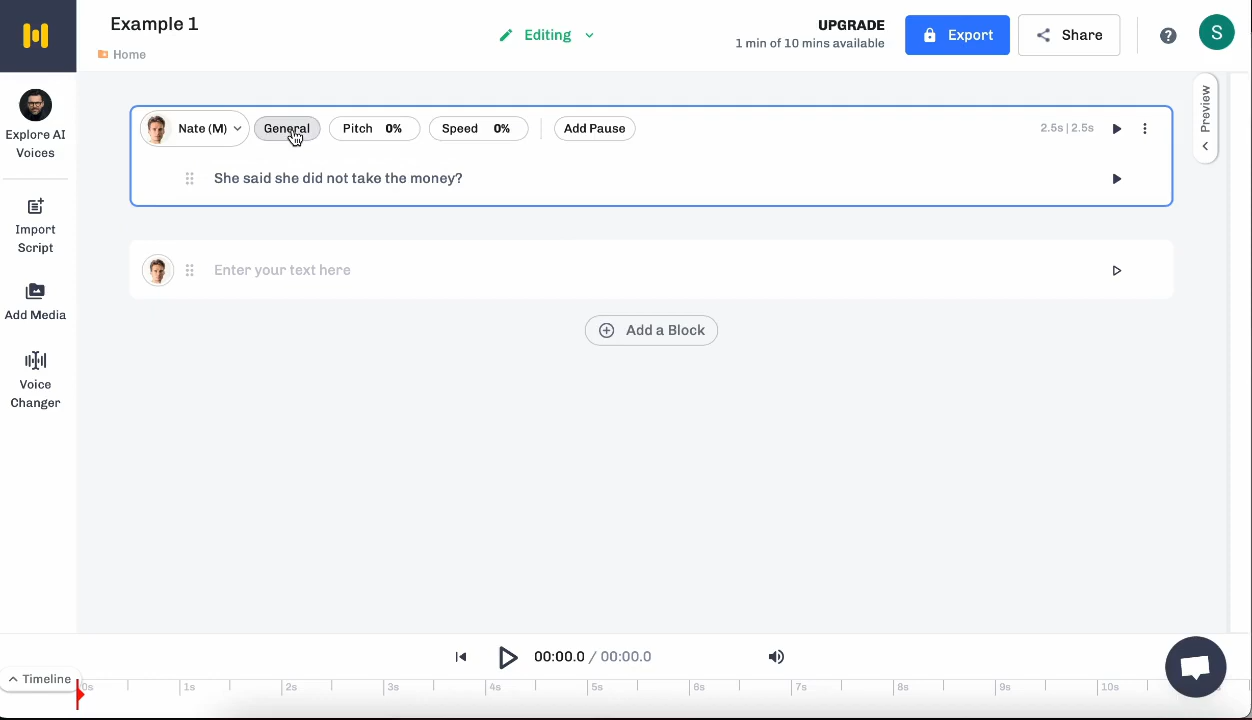 Example 1
Home
Editing
UPGRADE
1 min of 10 mins available
Export
Share
?
S
Explore AI
Voices
Import
Script
Add Media
Voice
Changer
Nate (M)
General
Pitch 0%
Speed 0%
Add Pause
2.5s | 2.5s
Preview
She said she did not take the money?
Enter your text here
Add a Block
00:00.0 / 00:00.0
Timeline
0s 1s 2s 3s 4s 5s 6s 7s 8s 9s 10s